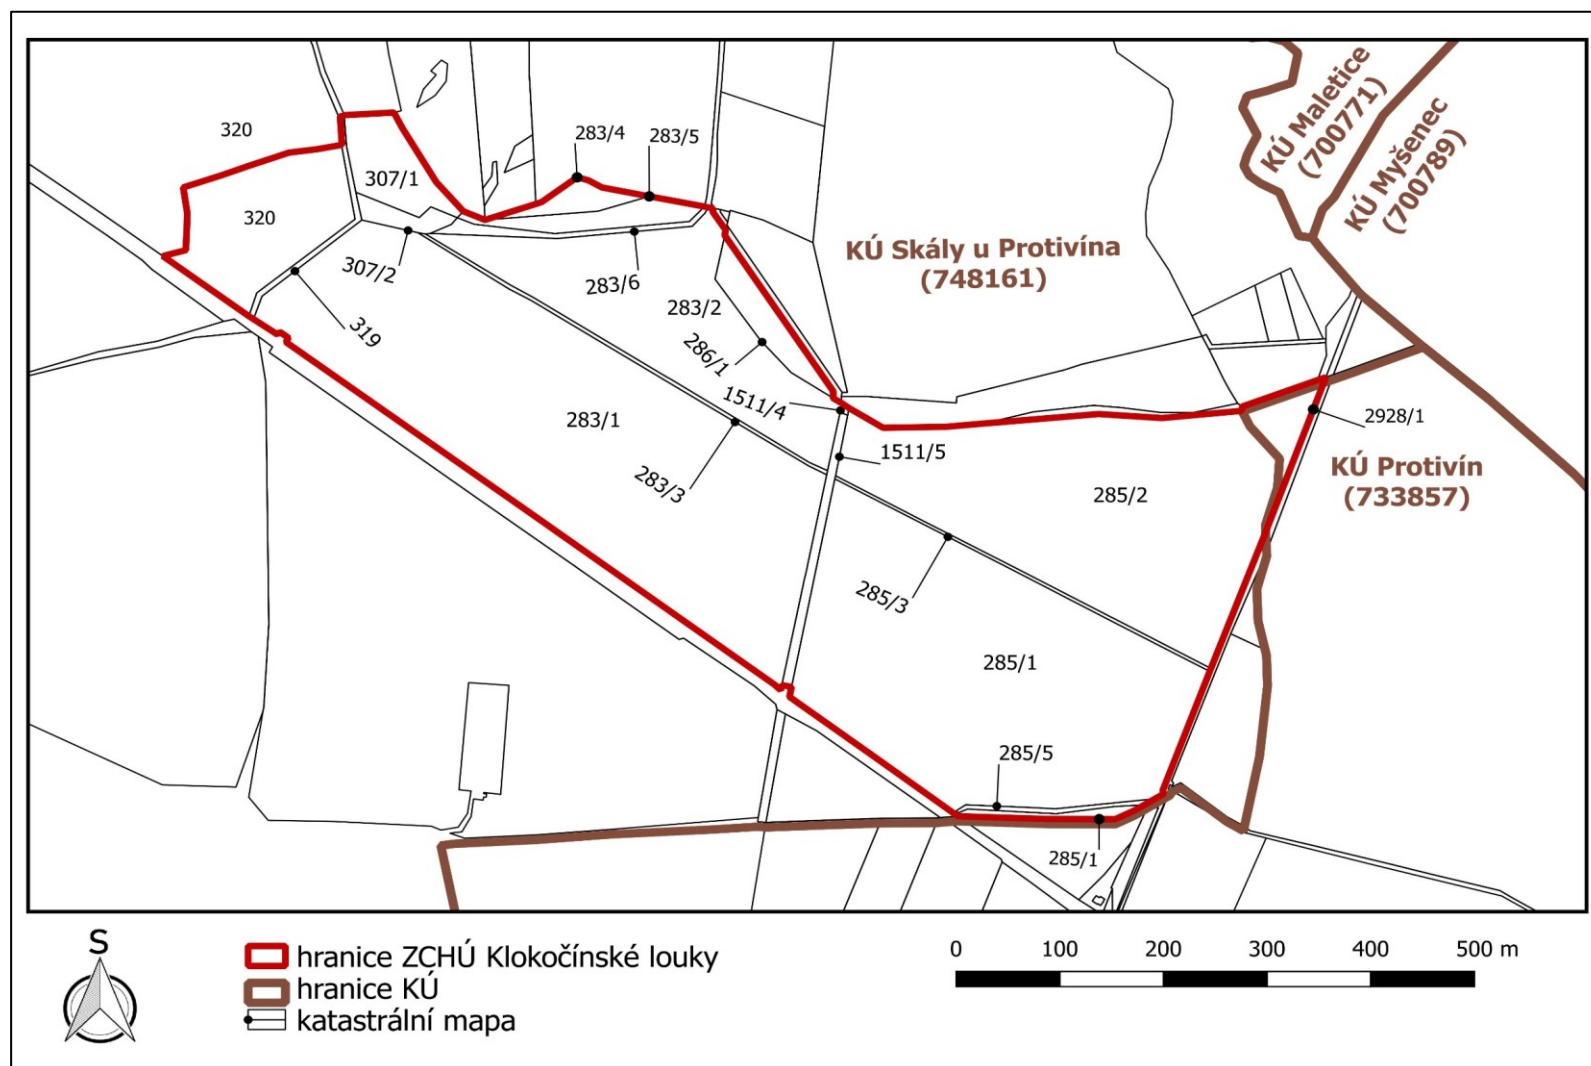 KÚ Maletice
(700771)
KÚ Myšenec
(700789)
320
283/4
283/5
307/1
320
307/2
283/6
283/2
KÚ Skály u Protivína
(748161)
319
286/1
1511/4
283/1
2928/1
1511/5
283/3
285/2
KÚ Protivín
(733857)
285/3
285/1
285/5
285/1
S
hranice ZCHÚ Klokočínské louky
hranice KÚ
katastrální mapa
0 100 200 300 400 500 m